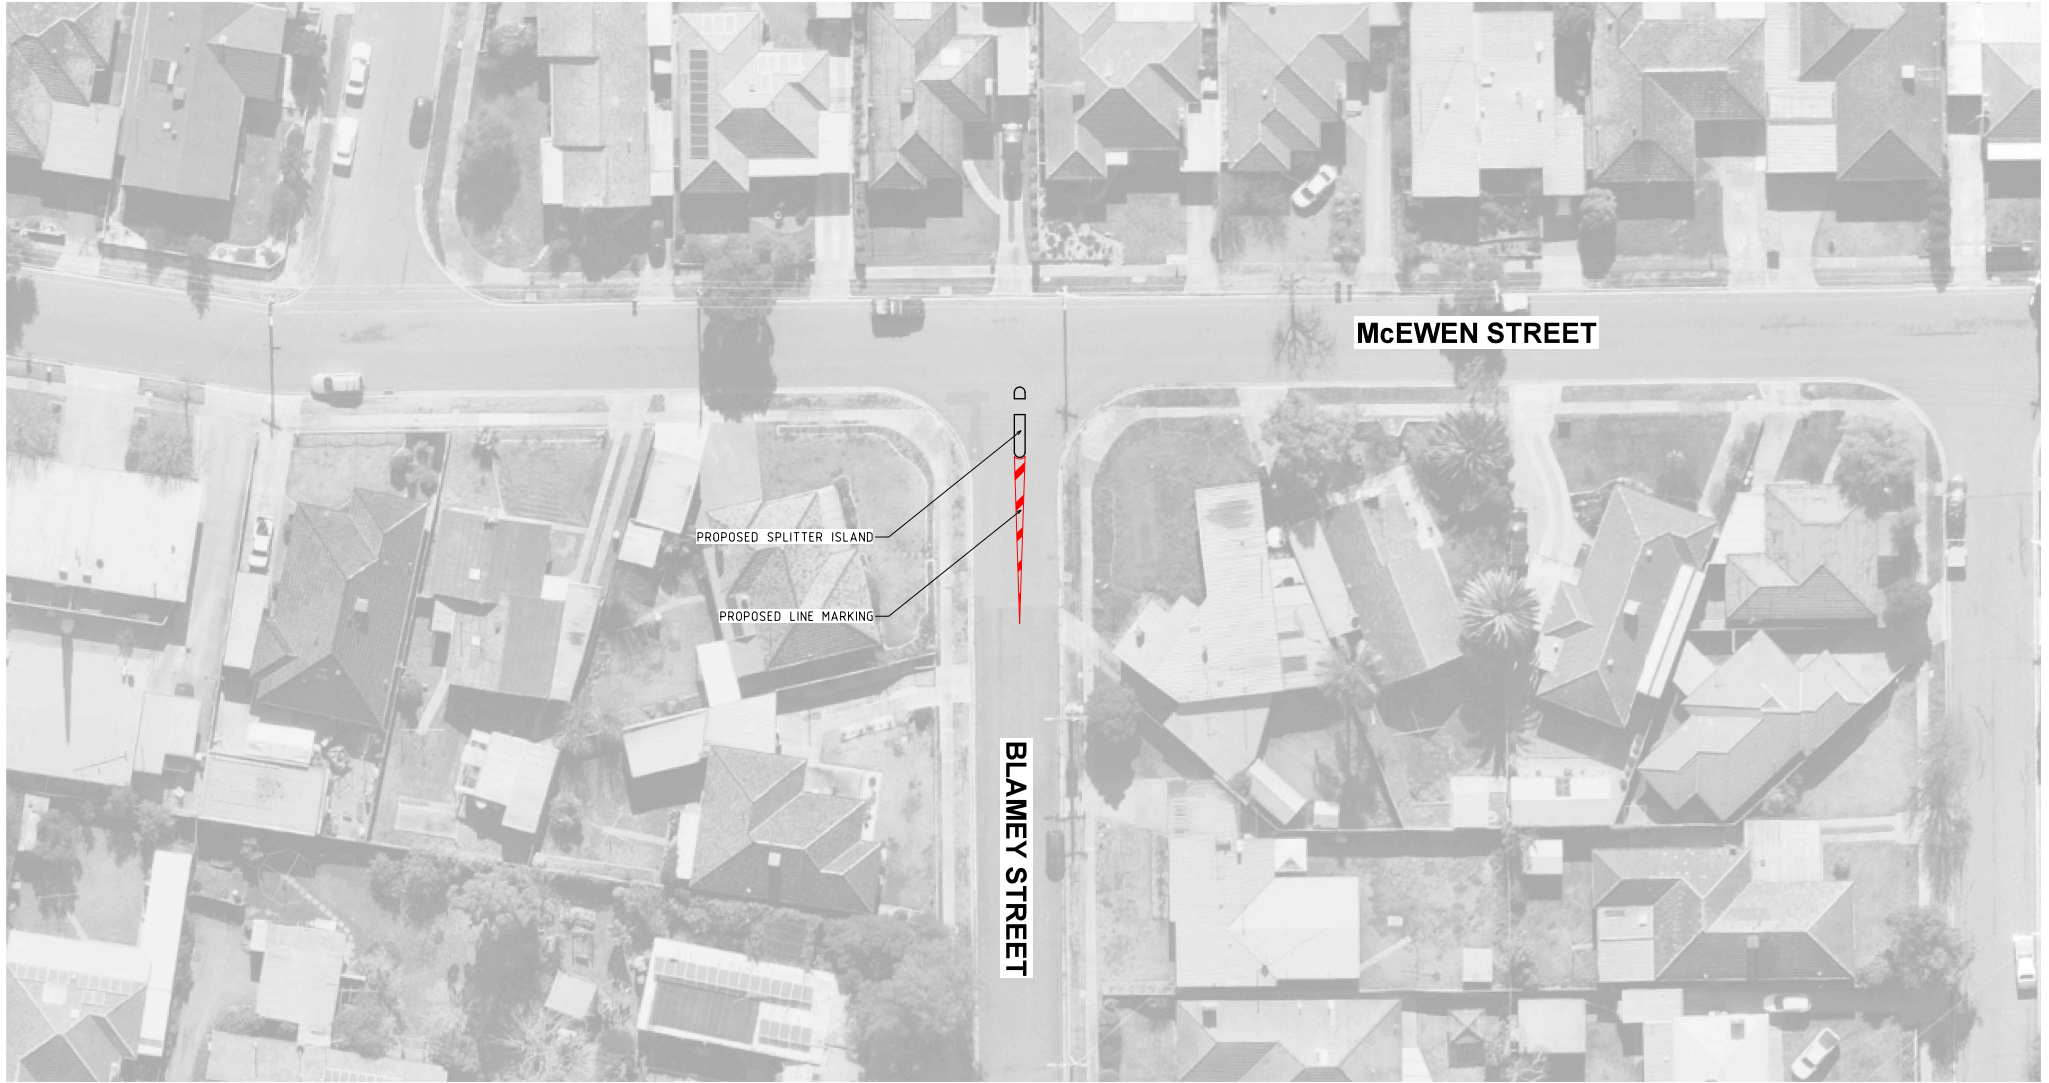 McEWEN STREET
PROPOSED SPLITTER ISLAND
PROPOSED LINE MARKING
BLAMEY STREET